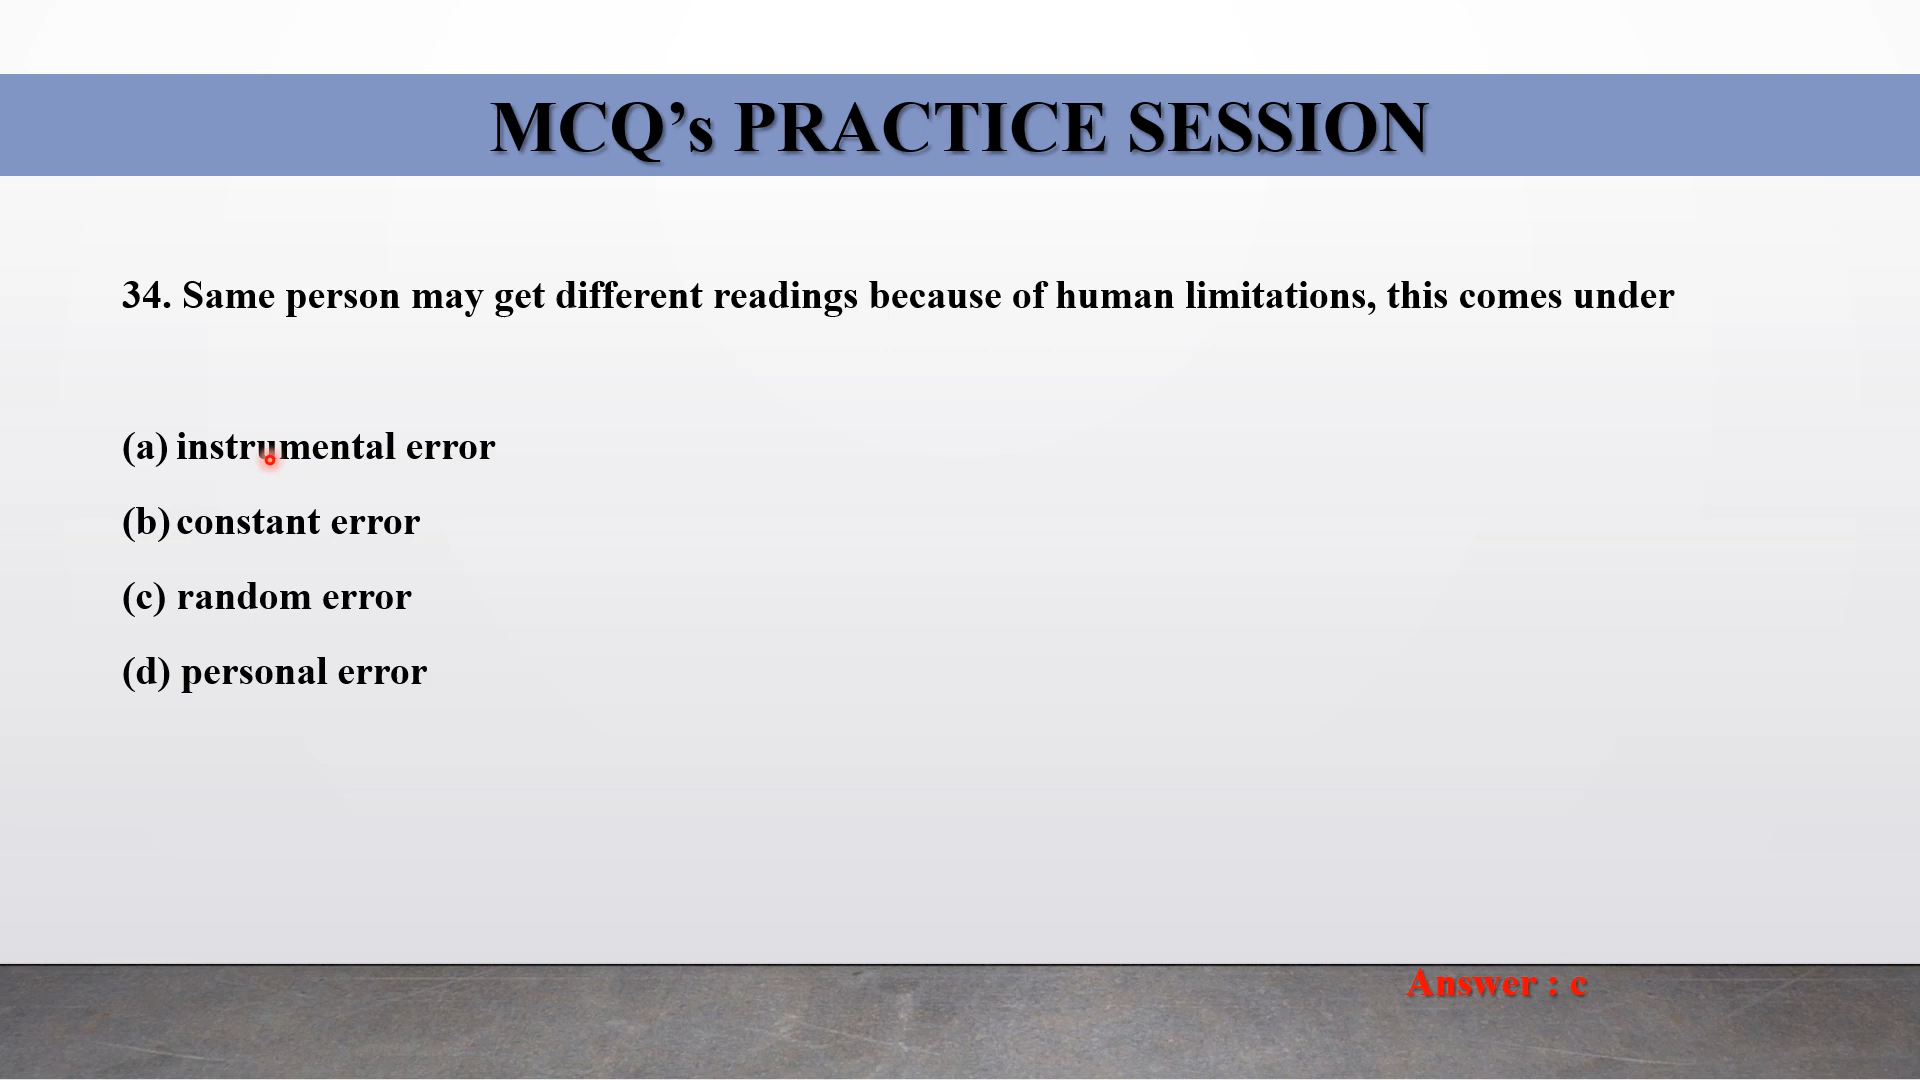 MCQ’s PRACTICE SESSION
34. Same person may get different readings because of human limitations, this comes under
(a) instrumental error
(b) constant error
(c) random error
(d) personal error
Answer : c